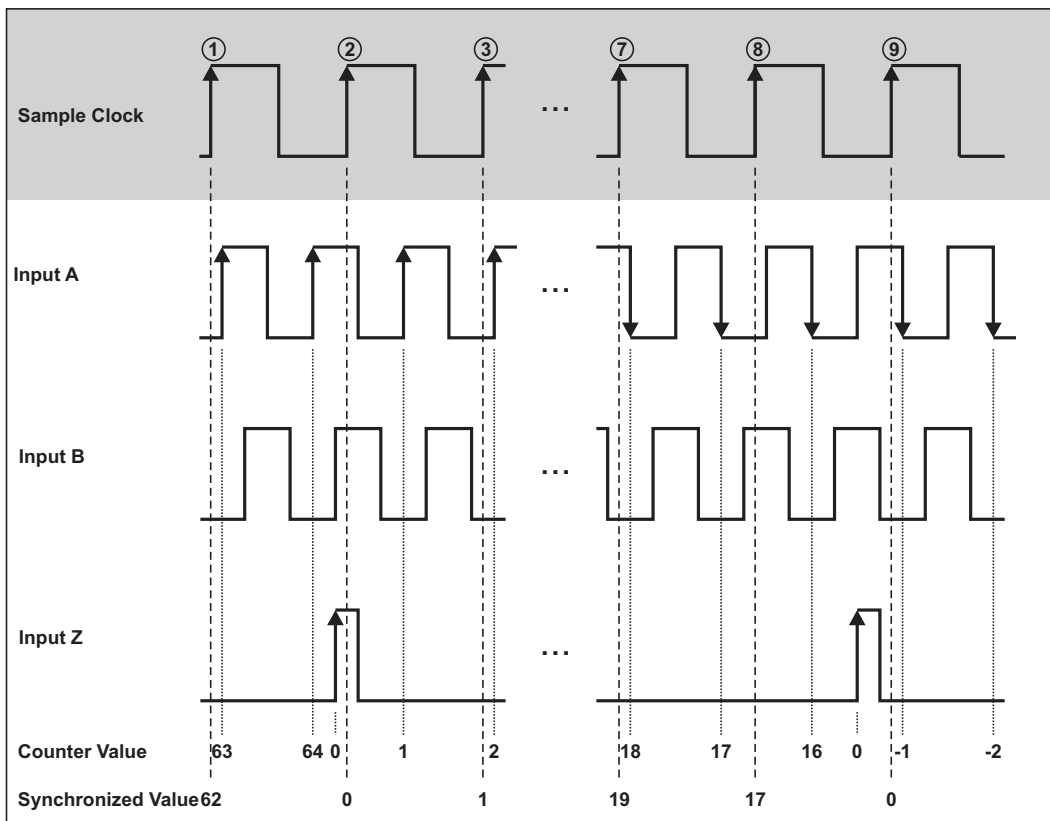 ① ② ③ ⑦ ⑧ ⑨
Sample Clock ...
Input A ...
Input B ...
Input Z ...
Counter Value 63 64 0 1 2 18 17 16 0 -1 -2
Synchronized Value 62 0 1 19 17 0